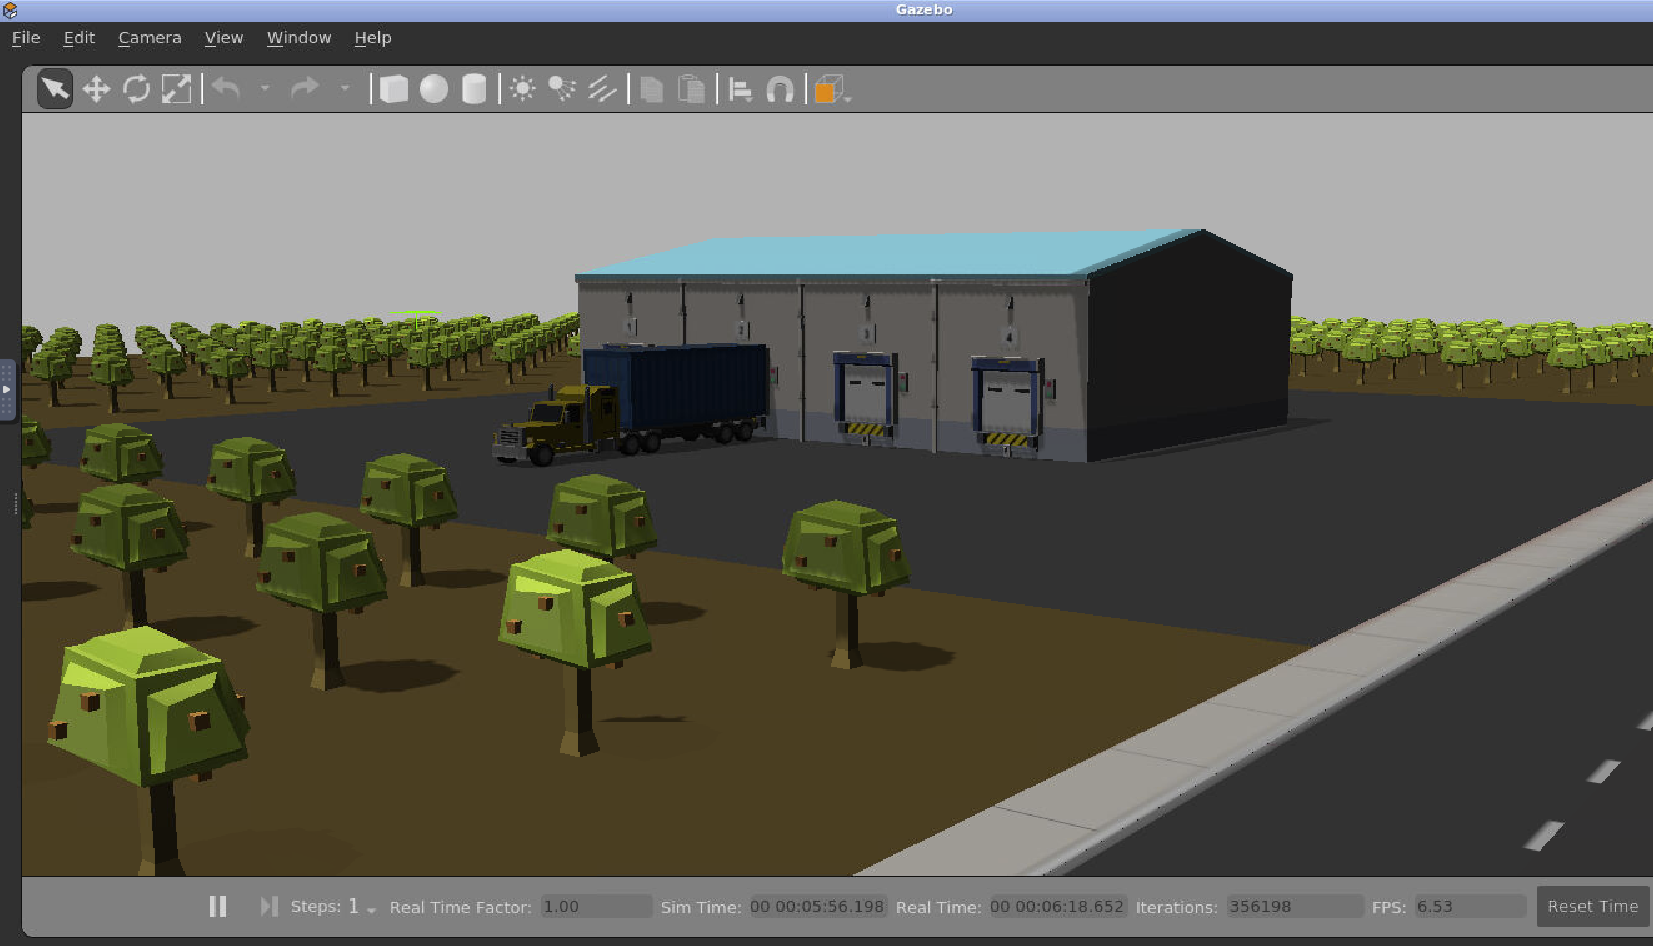 Gazebo
File Edit Camera View Window Help
Steps: 1 Real Time Factor: 1.00 Sim Time: 00 00:05:56.198 Real Time: 00 00:06:18.652 Iterations: 356198 FPS: 6.53 Reset Time